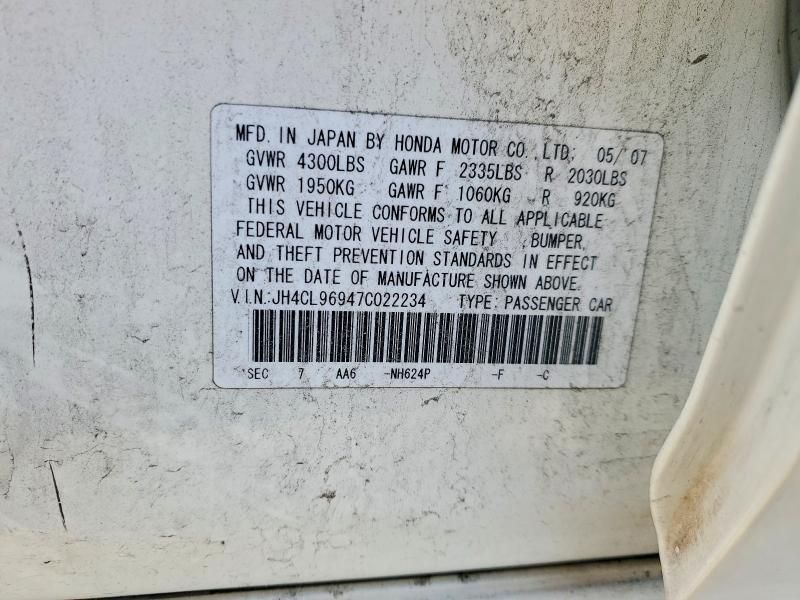 MFD. IN JAPAN BY HONDA MOTOR CO.,LTD, 05/'07
GVWR 4300LBS GAWR F 2335LBS R 2030LBS
GVWR 1950KG GAWR F 1060KG R 920KG
THIS VEHICLE CONFORMS TO ALL APPLICABLE
FEDERAL MOTOR VEHICLE SAFETY ,BUMPER,
AND THEFT PREVENTION STANDARDS IN EFFECT
ON THE DATE OF MANUFACTURE SHOWN ABOVE.
V.I.N:JH4CL96947C022234 TYPE: PASSENGER CAR
SEC 7 AA6 -NH624P -F -C